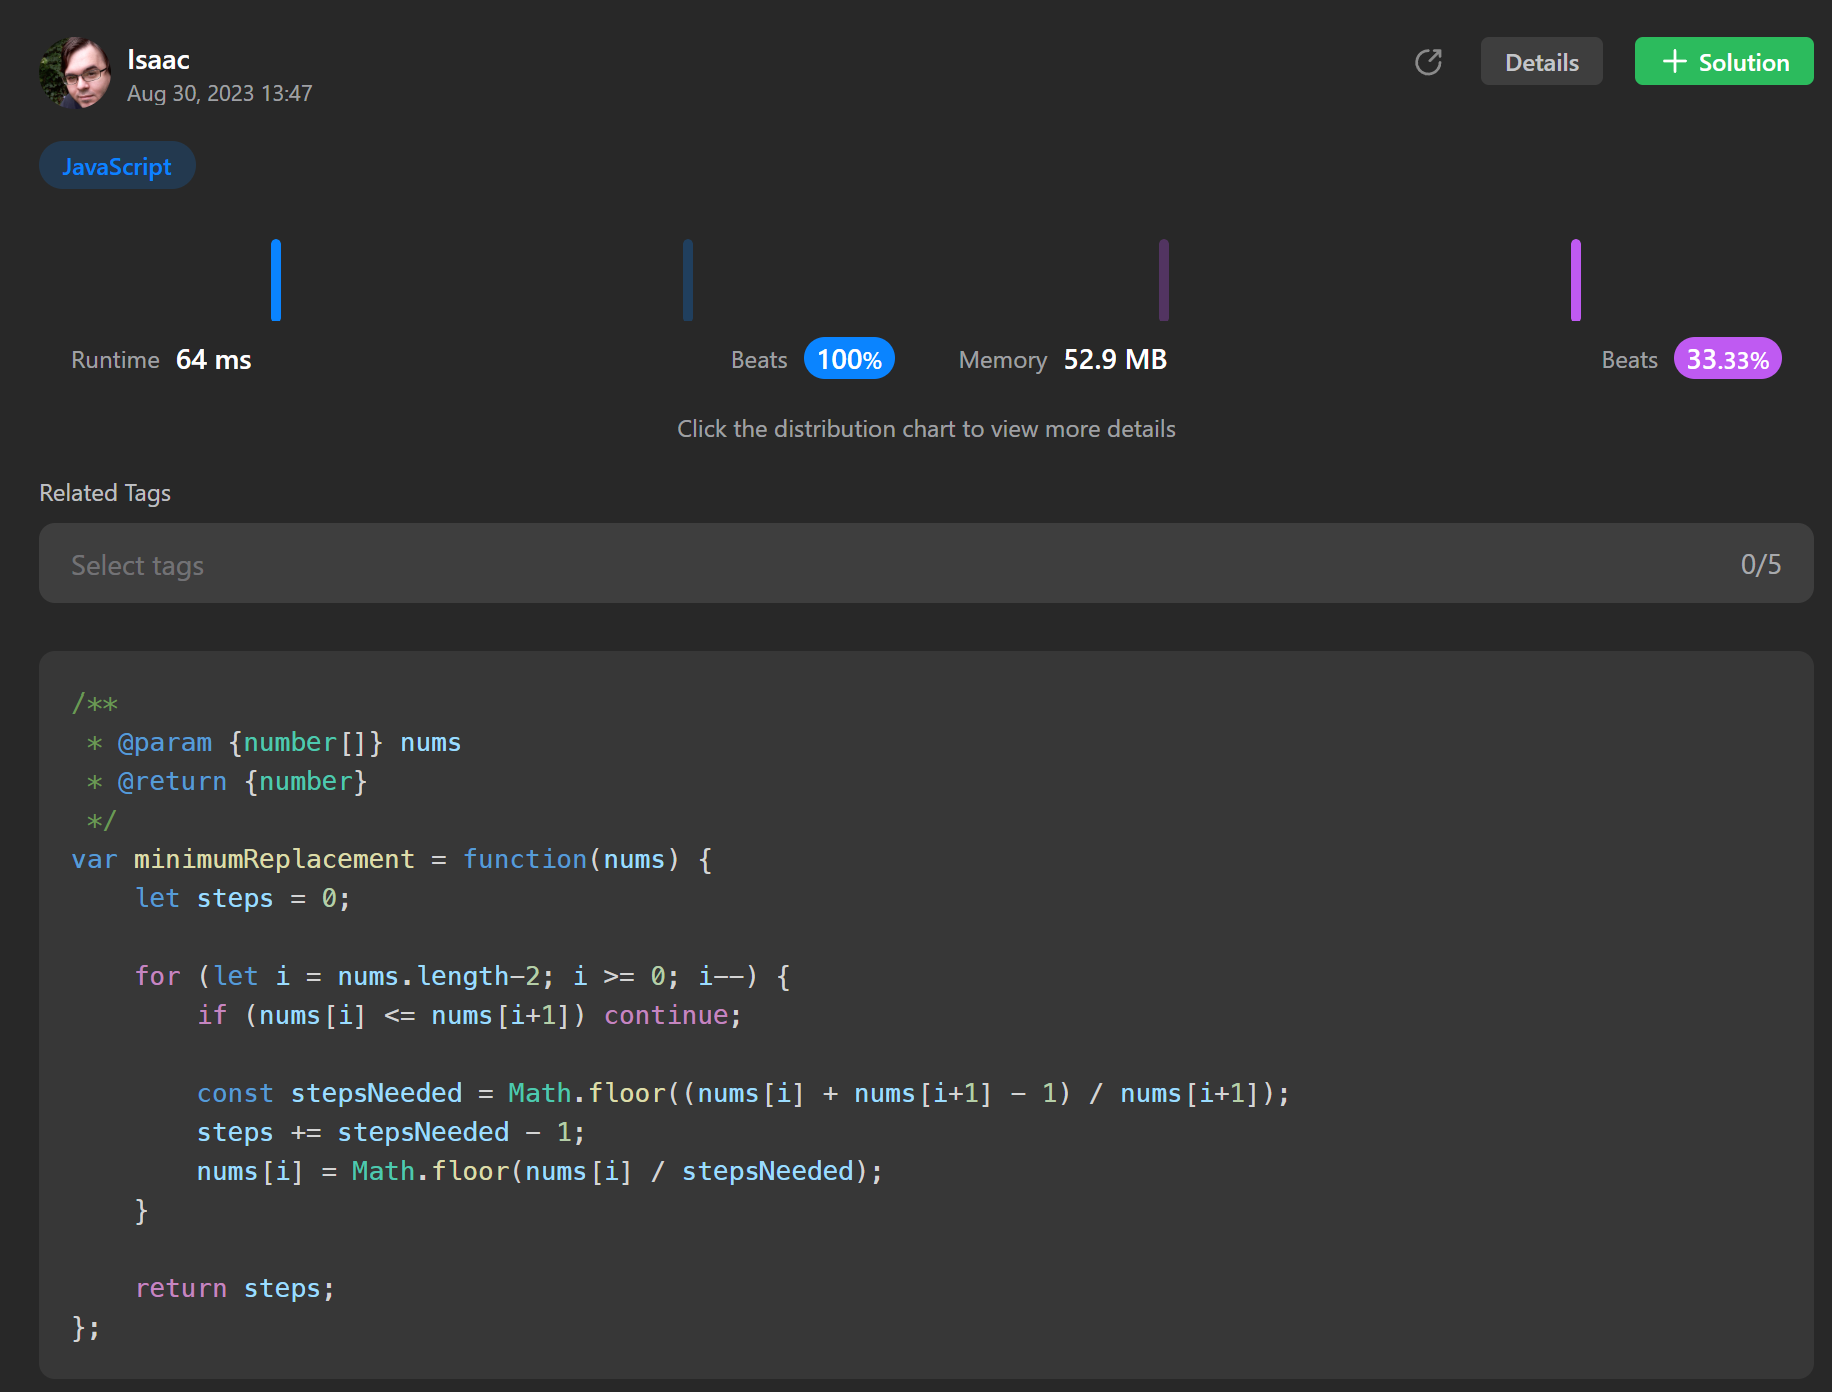 Isaac
Aug 30, 2023 13:47
Details
Solution
JavaScript
Runtime 64 ms
Beats 100%
Memory 52.9 MB
Beats 33.33%
Click the distribution chart to view more details
Related Tags
Select tags 0/5
/**
 * @param {number[]} nums
 * @return {number}
 */
var minimumReplacement = function(nums) {
    let steps = 0;

    for (let i = nums.length-2; i >= 0; i--) {
        if (nums[i] <= nums[i+1]) continue;

        const stepsNeeded = Math.floor((nums[i] + nums[i+1] - 1) / nums[i+1]);
        steps += stepsNeeded - 1;
        nums[i] = Math.floor(nums[i] / stepsNeeded);
    }

    return steps;
};